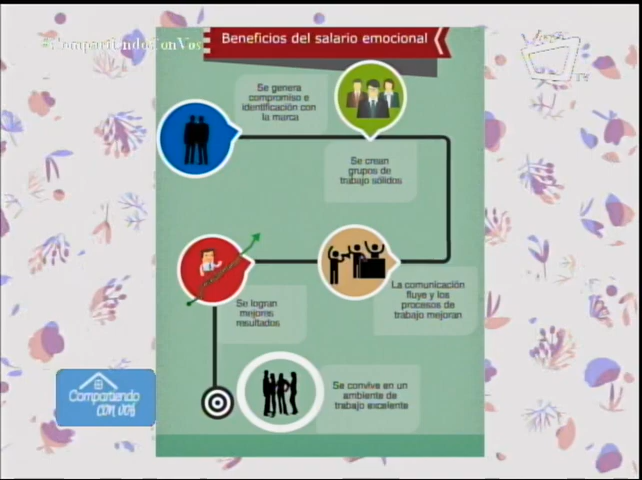 #CompartiendoConVos
Beneficios del salario emocional
Se genera
compromiso e
identificación con
la marca
Se crean
grupos de
trabajo sólidos
La comunicación
fluye y los
procesos de
trabajo mejoran
Se logran
mejores
resultados
Se convive en un
ambiente de
trabajo excelente
Compartiendo
con vos
TV